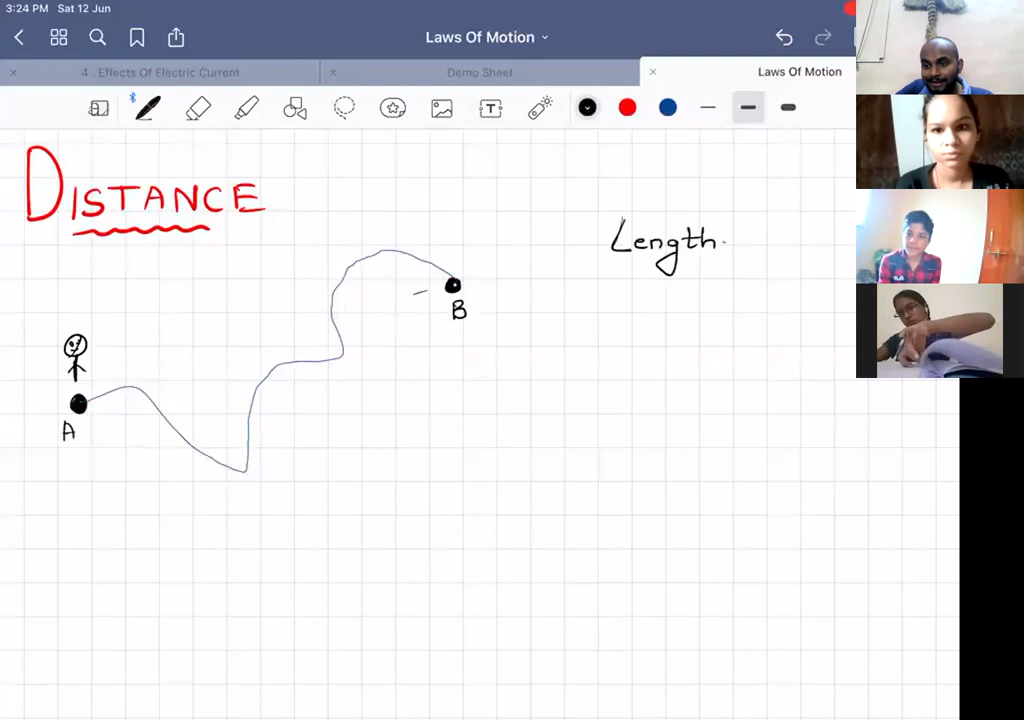 3:24 PM Sat 12 Jun
Laws Of Motion
4. Effects Of Electric Current
Demo Sheet
Laws Of Motion
T
DISTANCE
Length
B
A